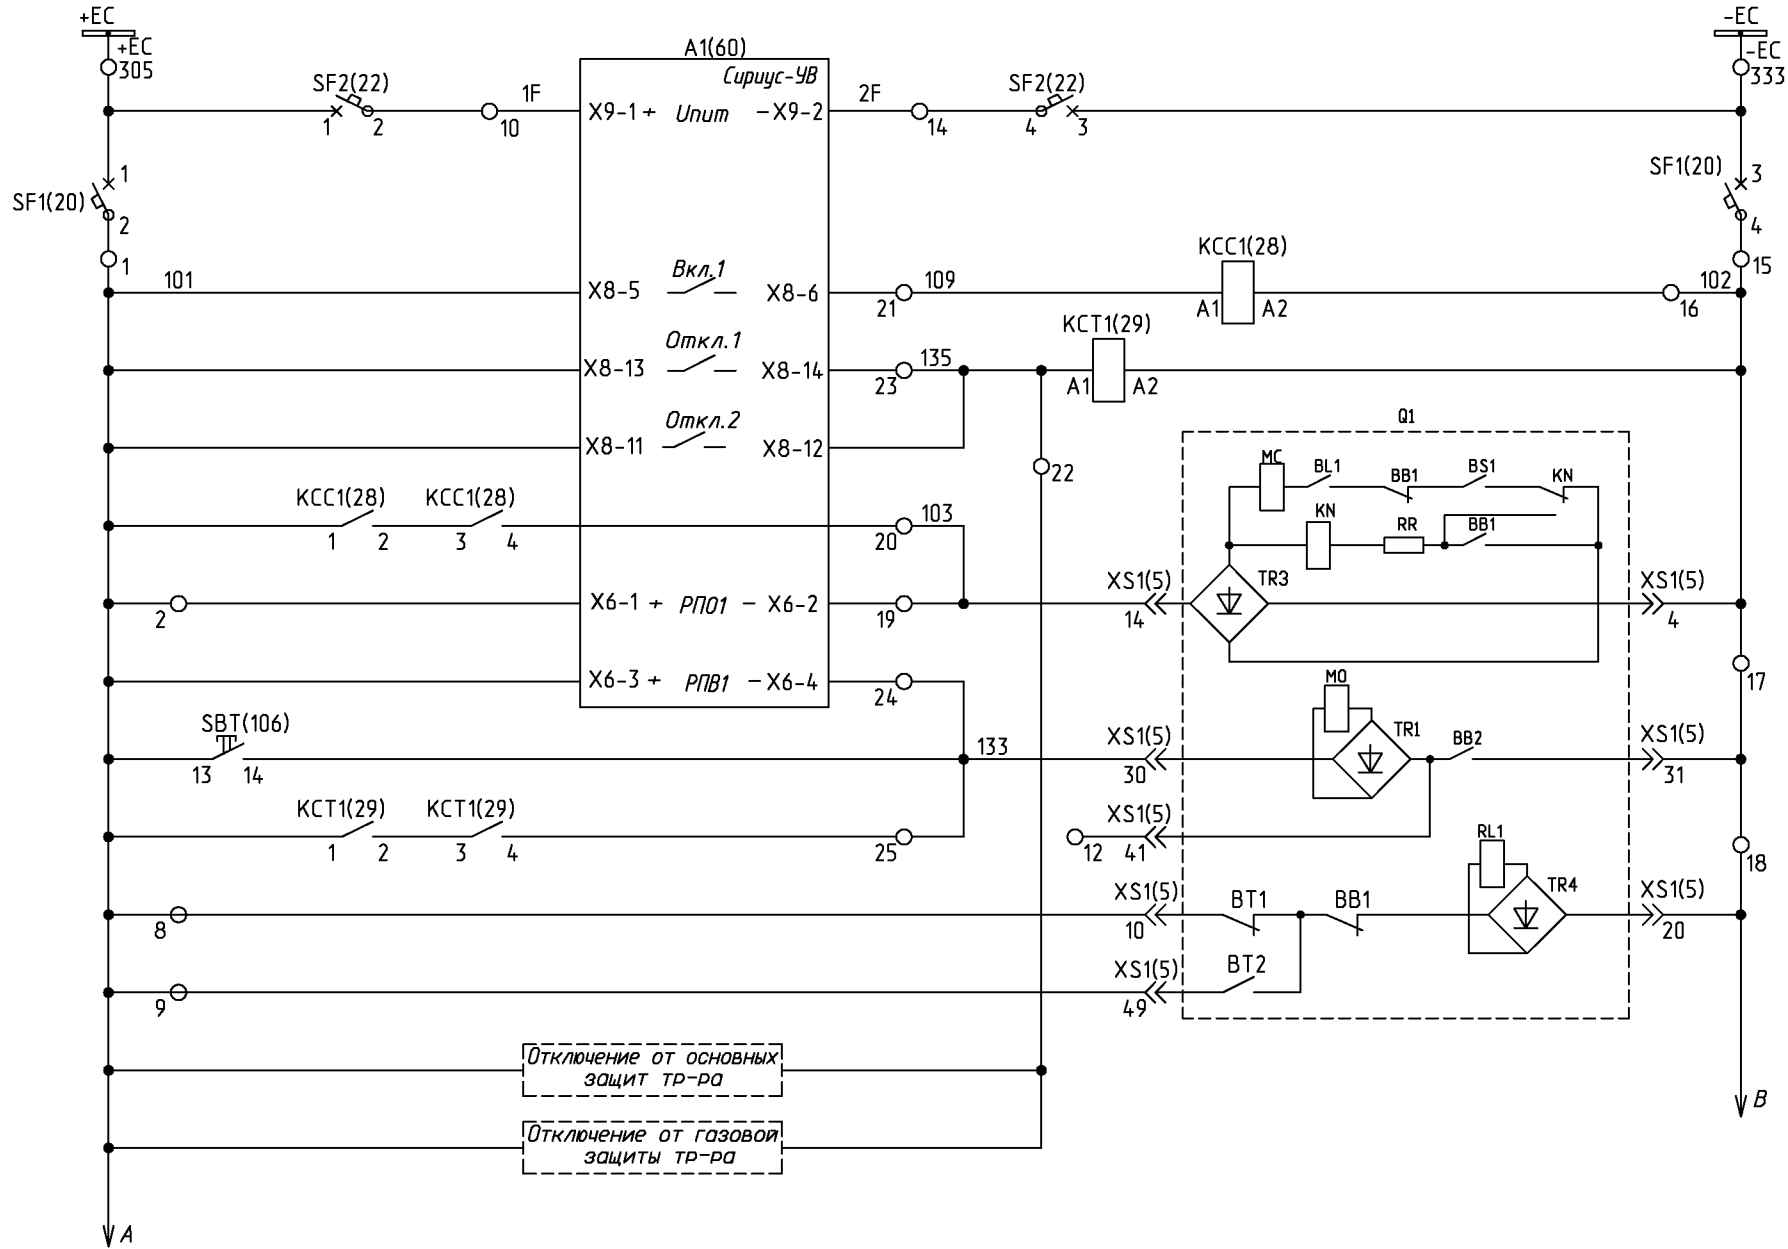 +EC
-EC
+EC
-EC
305
333
A1(60)
Сириус-УВ
SF2(22)
1
2
10
1F
X9-1 + Uпит -X9-2
2F
14
SF2(22)
4
3
SF1(20)
1
2
1
SF1(20)
3
4
15
101
Вкл.1
X8-5
X8-6
21
109
KCC1(28)
A1
A2
16
102
Откл.1
X8-13
X8-14
23
135
KCT1(29)
A1
A2
Откл.2
X8-11
X8-12
22
Q1
MC
BL1
BB1
BS1
KN
KN
RR
BB1
KCC1(28)
KCC1(28)
1
2
3
4
20
103
2
X6-1 + РПО1 - X6-2
19
XS1(5)
14
TR3
XS1(5)
4
X6-3 + РПВ1 -X6-4
24
17
SBT(106)
13
14
133
XS1(5)
30
MO
TR1
BB2
XS1(5)
31
KCT1(29)
KCT1(29)
1
2
3
4
25
12
XS1(5)
41
RL1
18
8
XS1(5)
10
BT1
BB1
TR4
XS1(5)
20
9
XS1(5)
49
BT2
Отключение от основных
защит тр-ра
B
Отключение от газовой
защиты тр-ра
A